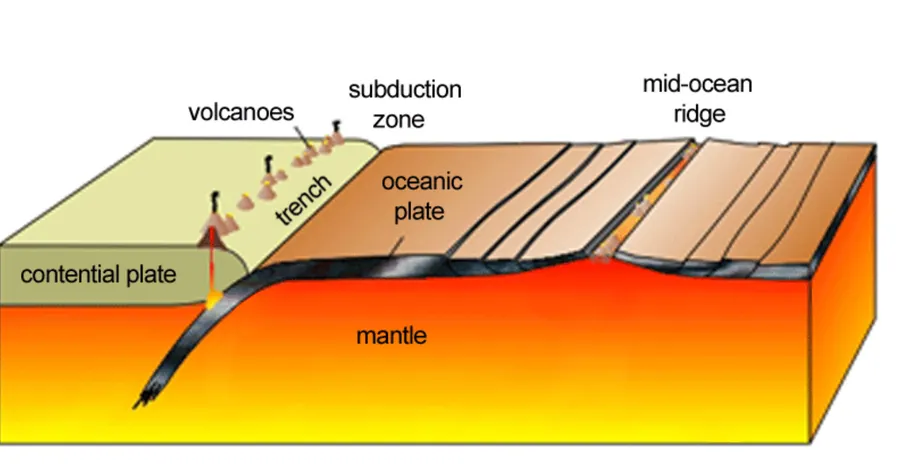 subduction
zone
mid-ocean
ridge
volcanoes
trench
oceanic
plate
contential plate
mantle